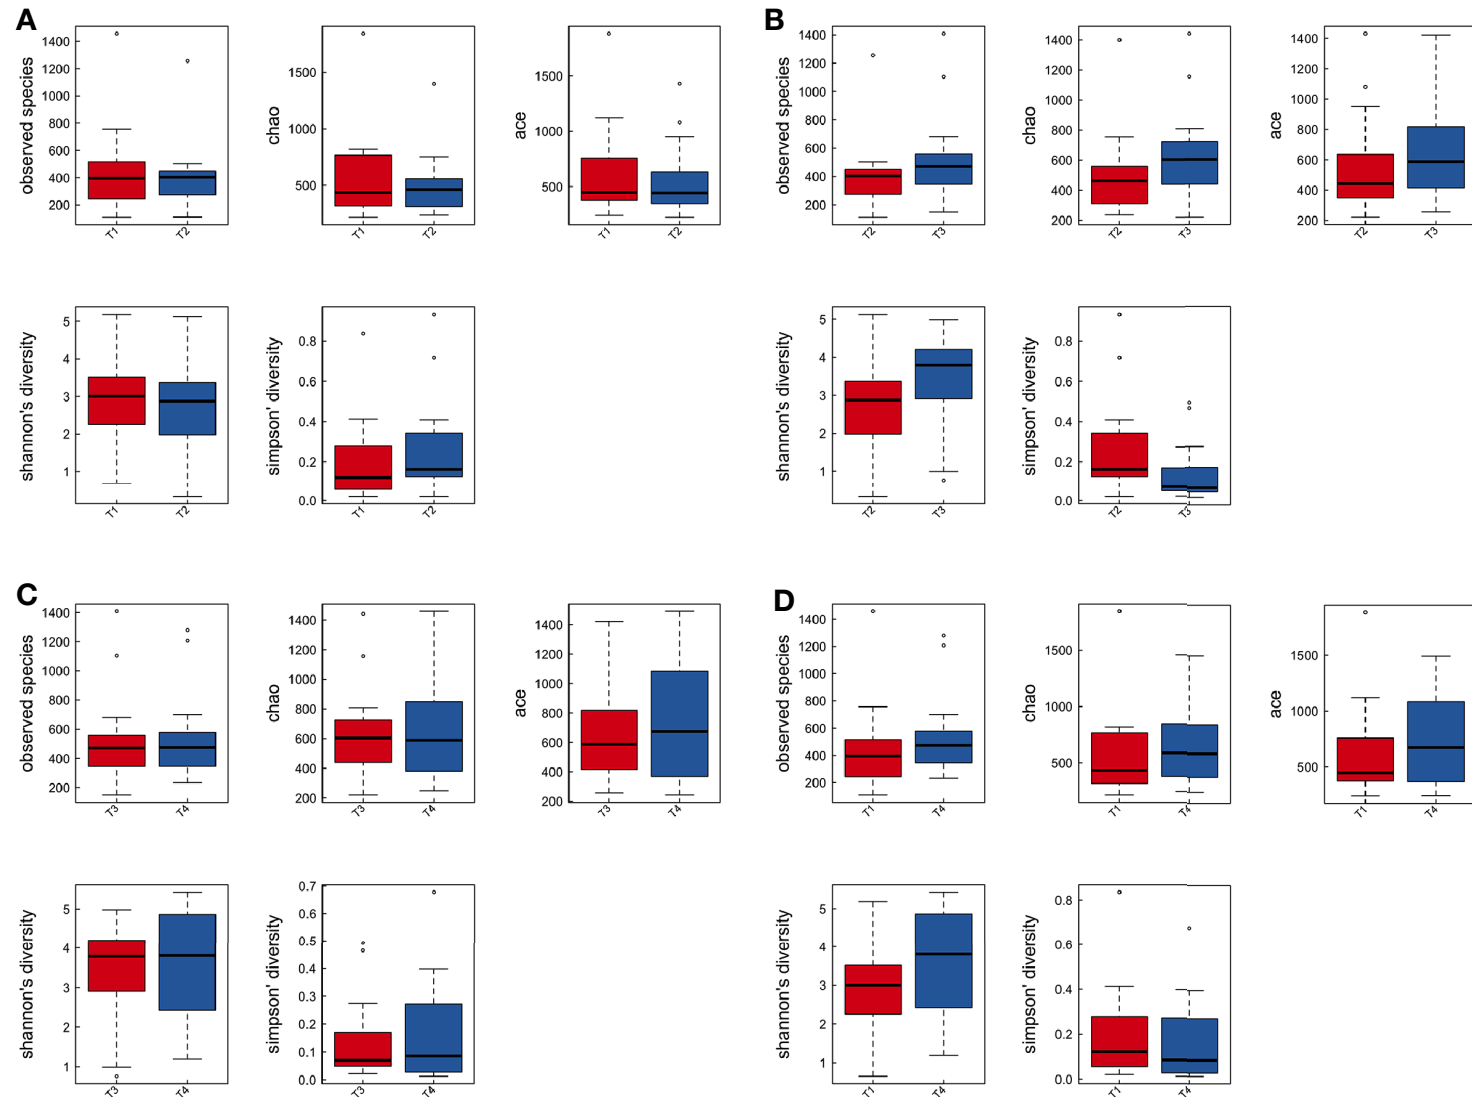 A
observed species
1400
1200
1000
800
600
400
200
T1
T2
chao
1500
1000
500
T1
T2
ace
1500
1000
500
T1
T2
shannon's diversity
5
4
3
2
1
T1
T2
simpson' diversity
0.8
0.6
0.4
0.2
0.0
T1
T2
B
observed species
1400
1200
1000
800
600
400
200
T2
T3
chao
1400
1200
1000
800
600
400
200
T2
T3
ace
1400
1200
1000
800
600
400
200
T2
T3
shannon's diversity
5
4
3
2
1
T2
T3
simpson' diversity
0.8
0.6
0.4
0.2
0.0
T2
T3
C
observed species
1400
1200
1000
800
600
400
200
T3
T4
chao
1400
1200
1000
800
600
400
200
T3
T4
ace
1400
1200
1000
800
600
400
200
T3
T4
shannon's diversity
5
4
3
2
1
T3
T4
simpson' diversity
0.7
0.6
0.5
0.4
0.3
0.2
0.1
0.0
T3
T4
D
observed species
1400
1200
1000
800
600
400
200
T1
T4
chao
1500
1000
500
T1
T4
ace
1500
1000
500
T1
T4
shannon's diversity
5
4
3
2
1
T1
T4
simpson' diversity
0.8
0.6
0.4
0.2
0.0
T1
T4